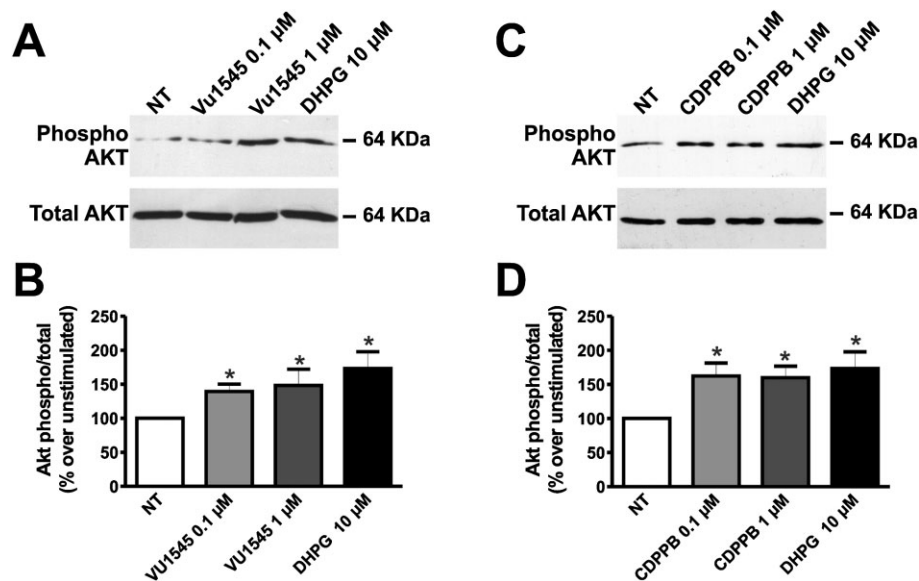 A
NT
Vu1545 0.1 µM
Vu1545 1 µM
DHPG 10 µM
Phospho
AKT
– 64 KDa
Total AKT
– 64 KDa
B
Akt phospho/total
(% over unstimulated)
250
200
150
100
50
0
*
*
*
NT
VU1545 0.1 µM
VU1545 1 µM
DHPG 10 µM
C
NT
CDPPB 0.1 µM
CDPPB 1 µM
DHPG 10 µM
Phospho
AKT
– 64 KDa
Total AKT
– 64 KDa
D
Akt phospho/total
(% over unstimulated)
250
200
150
100
50
0
*
*
*
NT
CDPPB 0.1 µM
CDPPB 1 µM
DHPG 10 µM